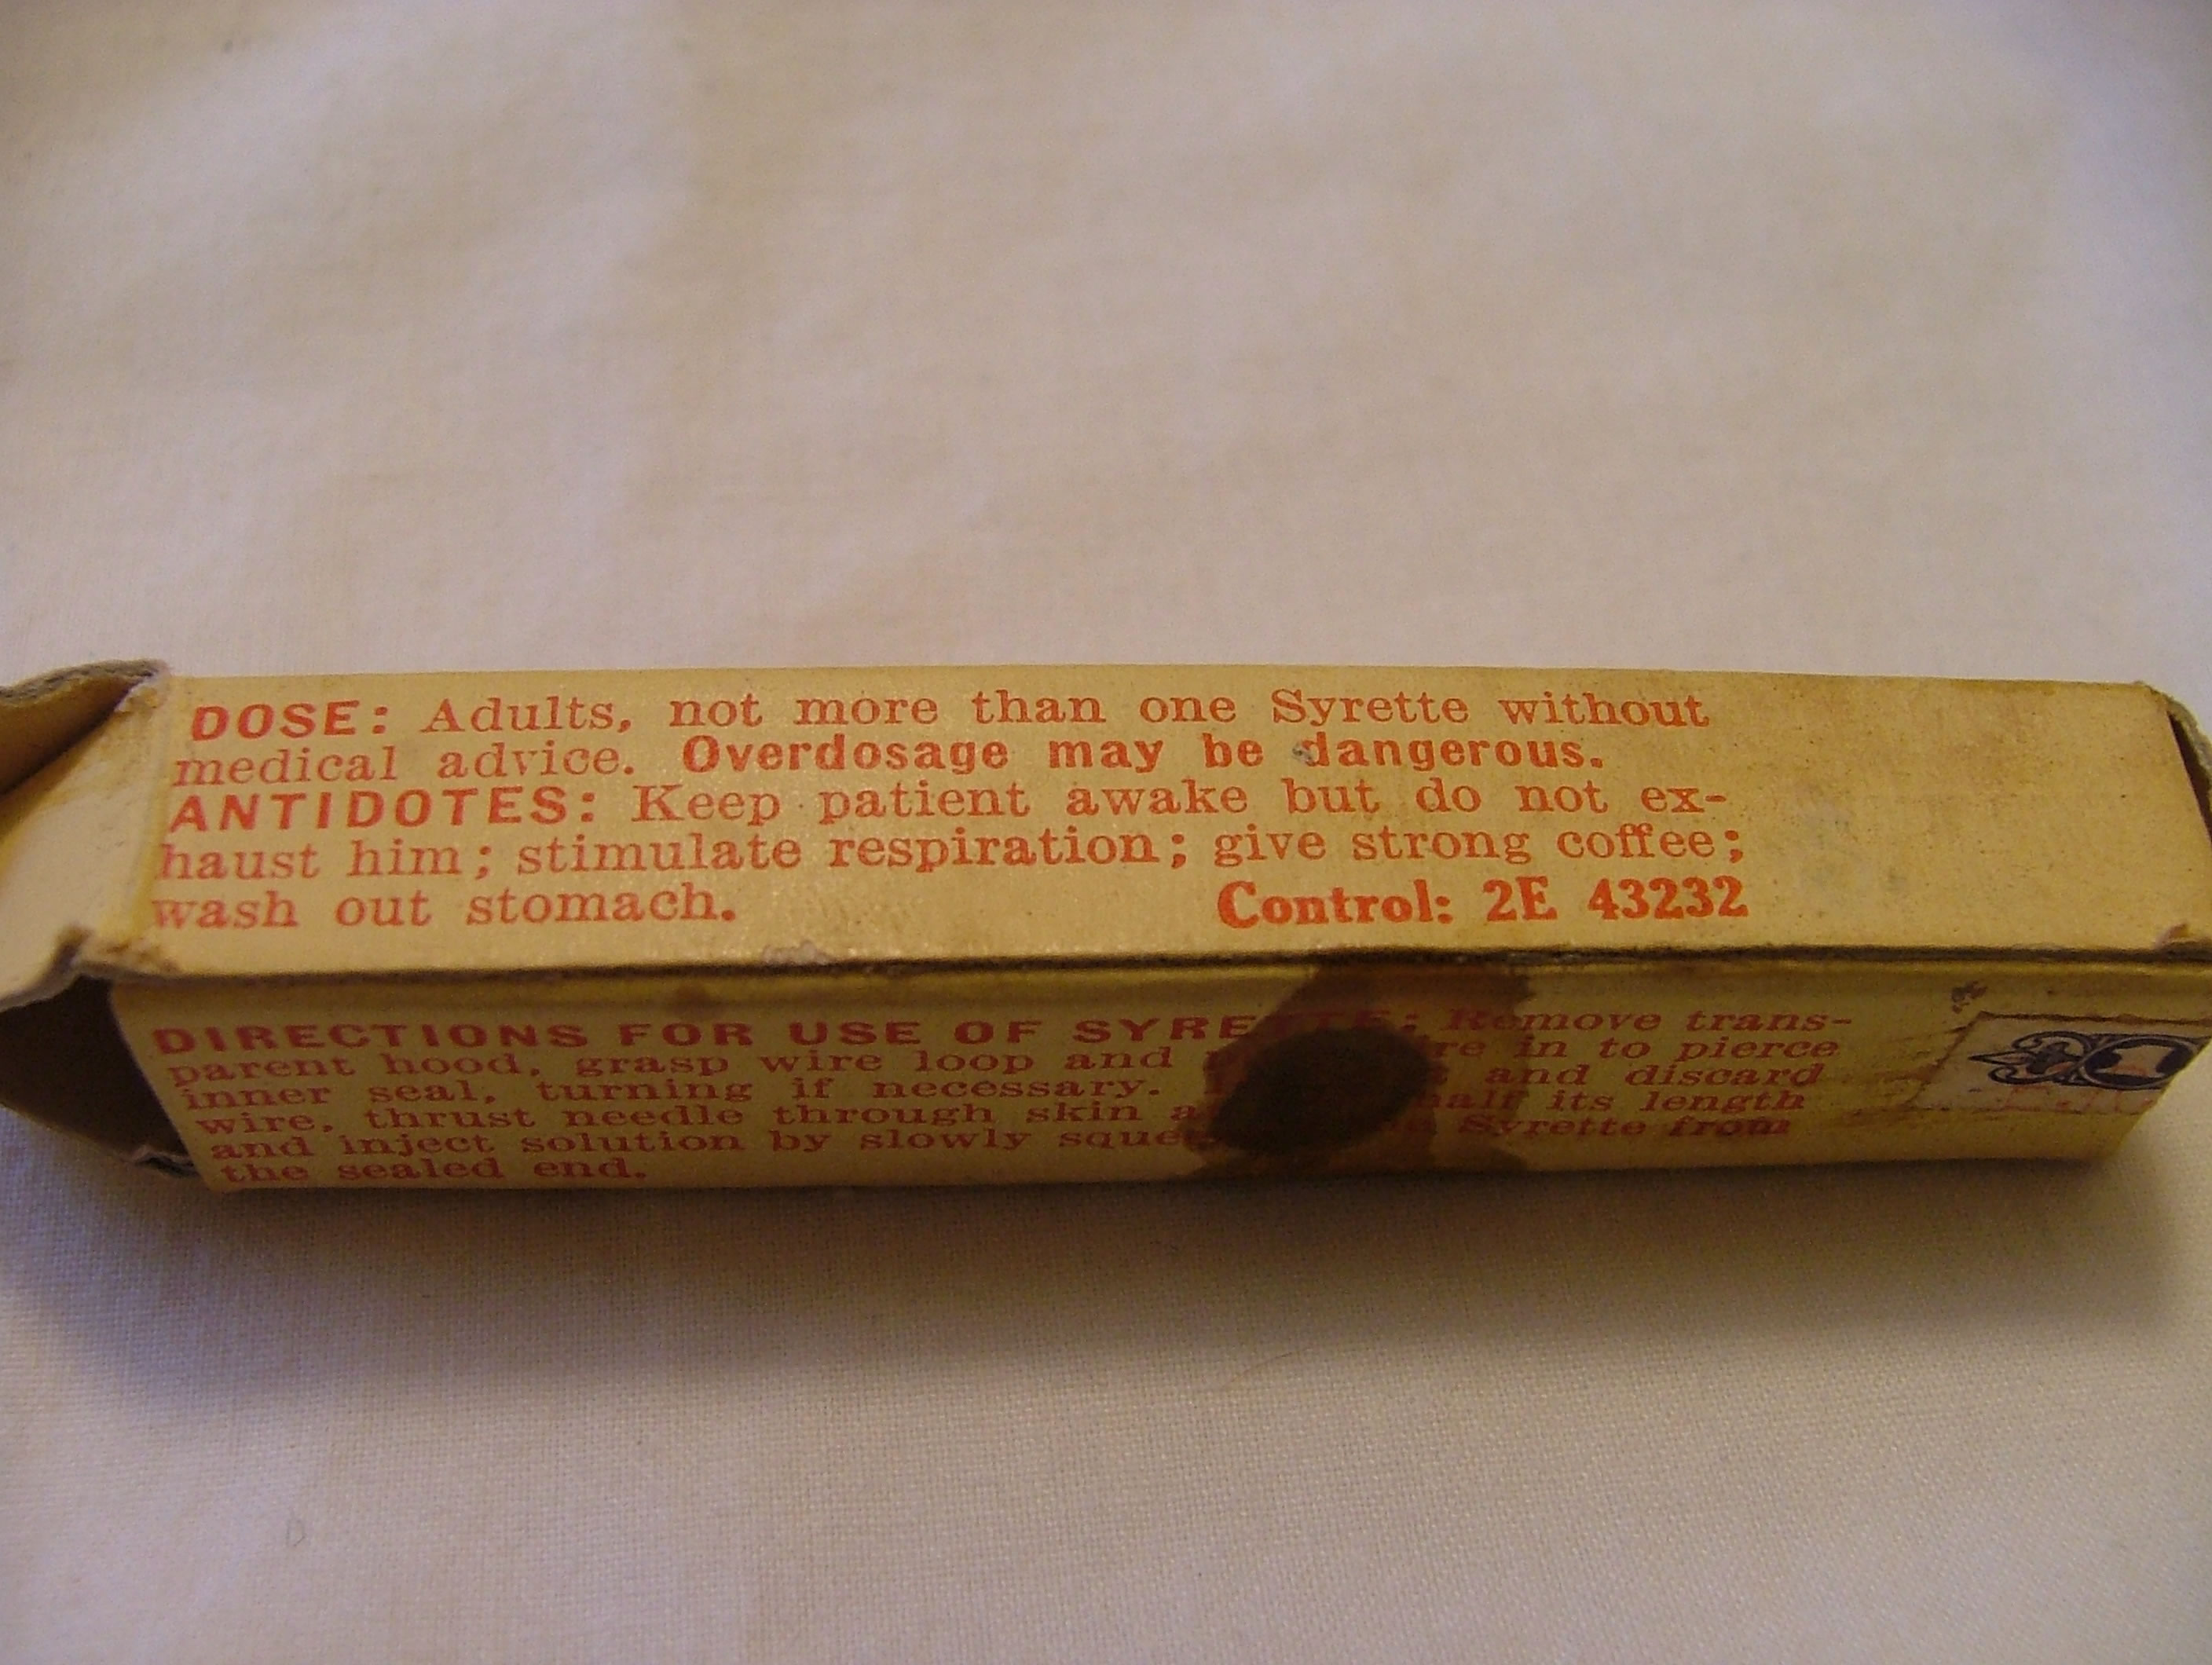 DOSE: Adults, not more than one Syrette without
medical advice. Overdosage may be dangerous.
ANTIDOTES: Keep patient awake but do not ex-
haust him; stimulate respiration; give strong coffee;
wash out stomach. Control: 2E 43232
DIRECTIONS FOR USE OF SYRETTE: Remove trans-
parent hood, grasp wire loop and in to pierce
inner seal, turning if necessary. and discard
wire, thrust needle through skin half its length
and inject solution by slowly Syrette from
the sealed end.